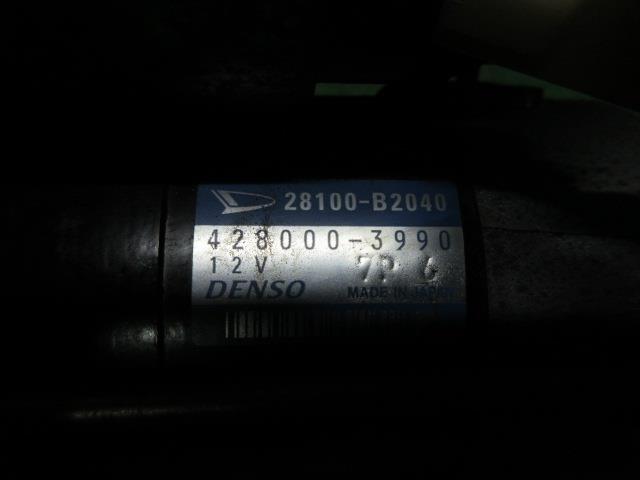 28100-B2040
428000-3990
12V 7P 6
DENSO MADE IN JAPAN